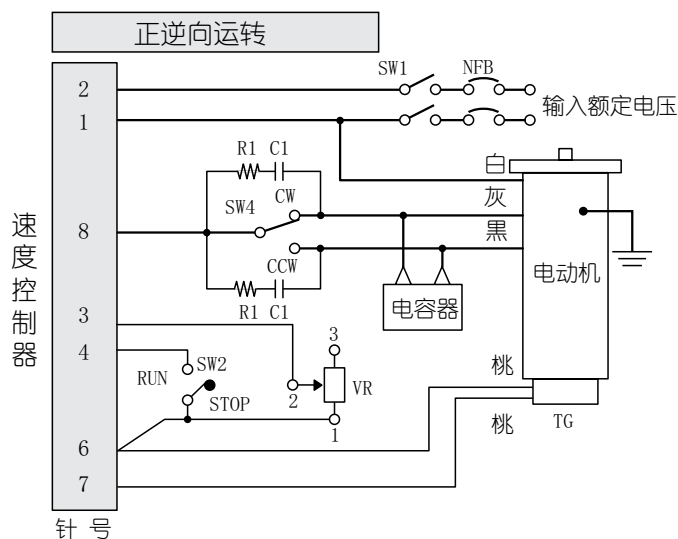 正逆向运转
SW1
NFB
2
输入额定电压
1
白
R1 C1
灰
SW4
CW
黑
8
速度控制器
CCW
电动机
R1 C1
电容器
3
3
4
SW2
桃
RUN
2
VR
STOP
1
桃
TG
6
7
针 号